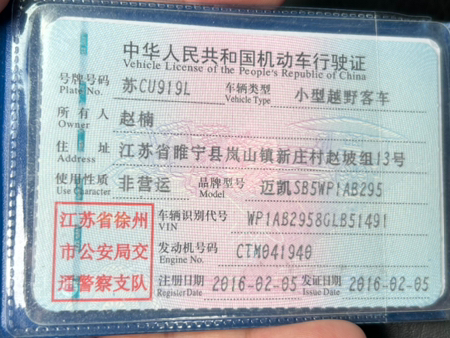 中华人民共和国机动车行驶证
Vehicle License of the People's Republic of China
号牌号码 苏CU919L 车辆类型 小型越野客车
Plate No. Vehicle Type
所有人 赵楠
Owner
住址 江苏省睢宁县岚山镇新庄村赵坡组13号
Address
使用性质 非营运 品牌型号 迈凯SB5WP1AB295
Use Character Model
江苏省徐州
市公安局交
通警察支队
车辆识别代号 WP1AB2958GLB51491
VIN
发动机号码 CTM041940
Engine No.
注册日期 2016-02-05 发证日期 2016-02-05
Register Date Issue Date